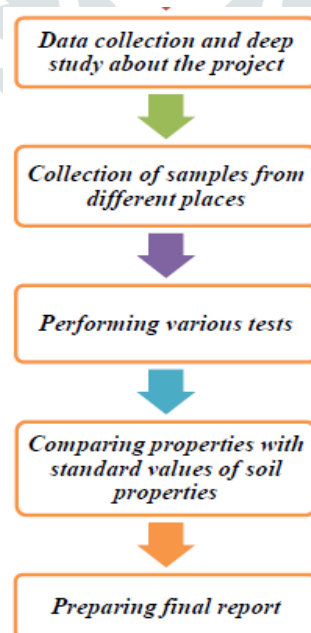 Data collection and deep
study about the project
Collection of samples from
different places
Performing various tests
Comparing properties with
standard values of soil
properties
Preparing final report